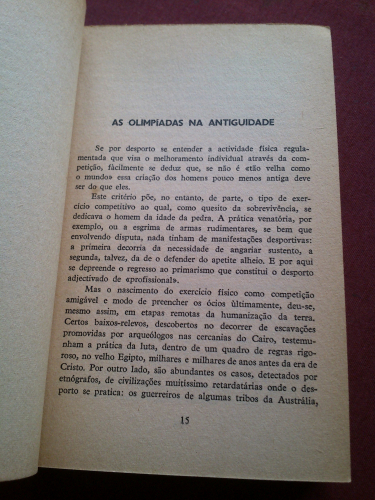 AS OLIMPÍADAS NA ANTIGUIDADE
Se por desporto se entender a actividade física regula-
mentada que visa o melhoramento individual através da com-
petição, fàcilmente se deduz que, se não é «tão velha como
o mundo» essa criação dos homens pouco menos antiga deve
ser do que eles.
Este critério põe, no entanto, de parte, o tipo de exer-
cício competitivo ao qual, como quesito da sobrevivência, se
dedicava o homem da idade da pedra. A prática venatória, por
exemplo, ou a esgrima de armas rudimentares, se bem que
envolvendo disputa, nada tinham de manifestações desportivas:
a primeira decorria da necessidade de angariar sustento, a
segunda, talvez, da de o defender do apetite alheio. E por aqui
se depreende o regresso ao primarismo que constitui o desporto
adjectivado de «profissional».
Mas o nascimento do exercício físico como competição
amigável e modo de preencher os ócios ùltimamente, deu-se,
mesmo assim, em etapas remotas da humanização da terra.
Certos baixos-relevos, descobertos no decorrer de escavações
promovidas por arqueólogos nas cercanias do Cairo, testemu-
nham a prática da luta, dentro de um quadro de regras rigo-
roso, no velho Egipto, milhares e milhares de anos antes da era de
Cristo. Por outro lado, são abundantes os casos, detectados por
etnógrafos, de civilizações muitíssimo retardatárias onde o des-
porto se pratica: os guerreiros de algumas tribos da Austrália,
15